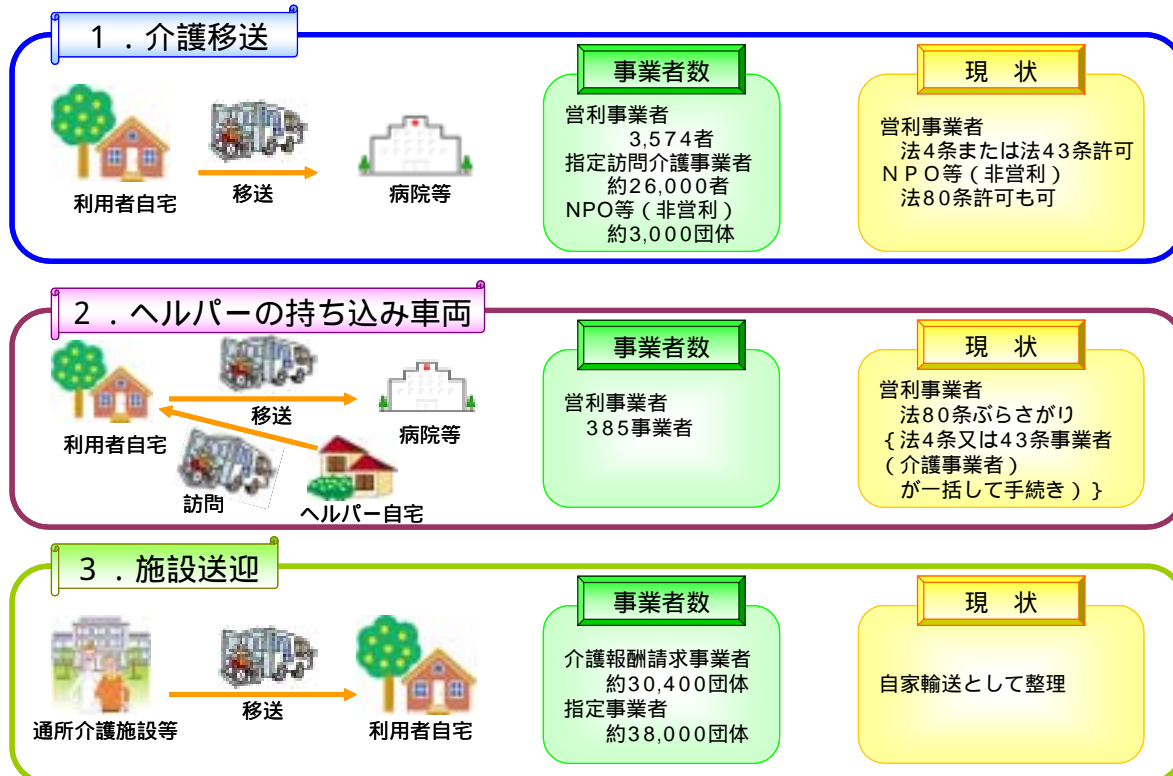 １．介護移送
利用者自宅
移送
病院等
事業者数
営利事業者
3,574者
指定訪問介護事業者
約26,000者
NPO等（非営利）
約3,000団体
現　状
営利事業者
法4条または法43条許可
ＮＰＯ等（非営利）
法80条許可も可
２．ヘルパーの持ち込み車両
利用者自宅
移送
病院等
訪問
ヘルパー自宅
事業者数
営利事業者
385事業者
現　状
営利事業者
法80条ぶらさがり
{法4条又は43条事業者
（介護事業者）
が一括して手続き）}
３．施設送迎
通所介護施設等
移送
利用者自宅
事業者数
介護報酬請求事業者
約30,400団体
指定事業者
約38,000団体
現　状
自家輸送として整理